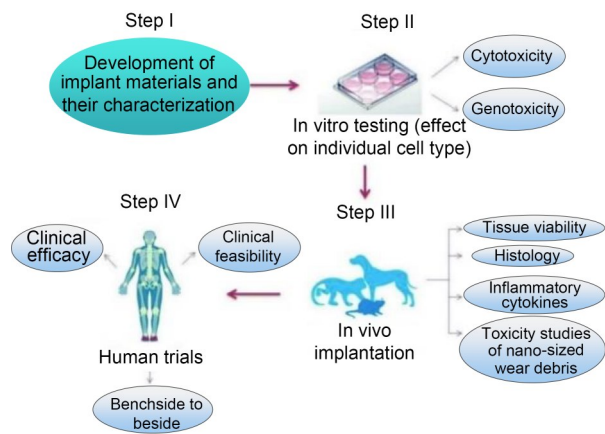 Step I
Development of
implant materials and
their characterization
Step II
In vitro testing (effect
on individual cell type)
Cytotoxicity
Genotoxicity
Step III
In vivo
implantation
Tissue viability
Histology
Inflammatory
cytokines
Toxicity studies
of nano-sized
wear debris
Step IV
Clinical
efficacy
Clinical
feasibility
Human trials
Benchside to
beside